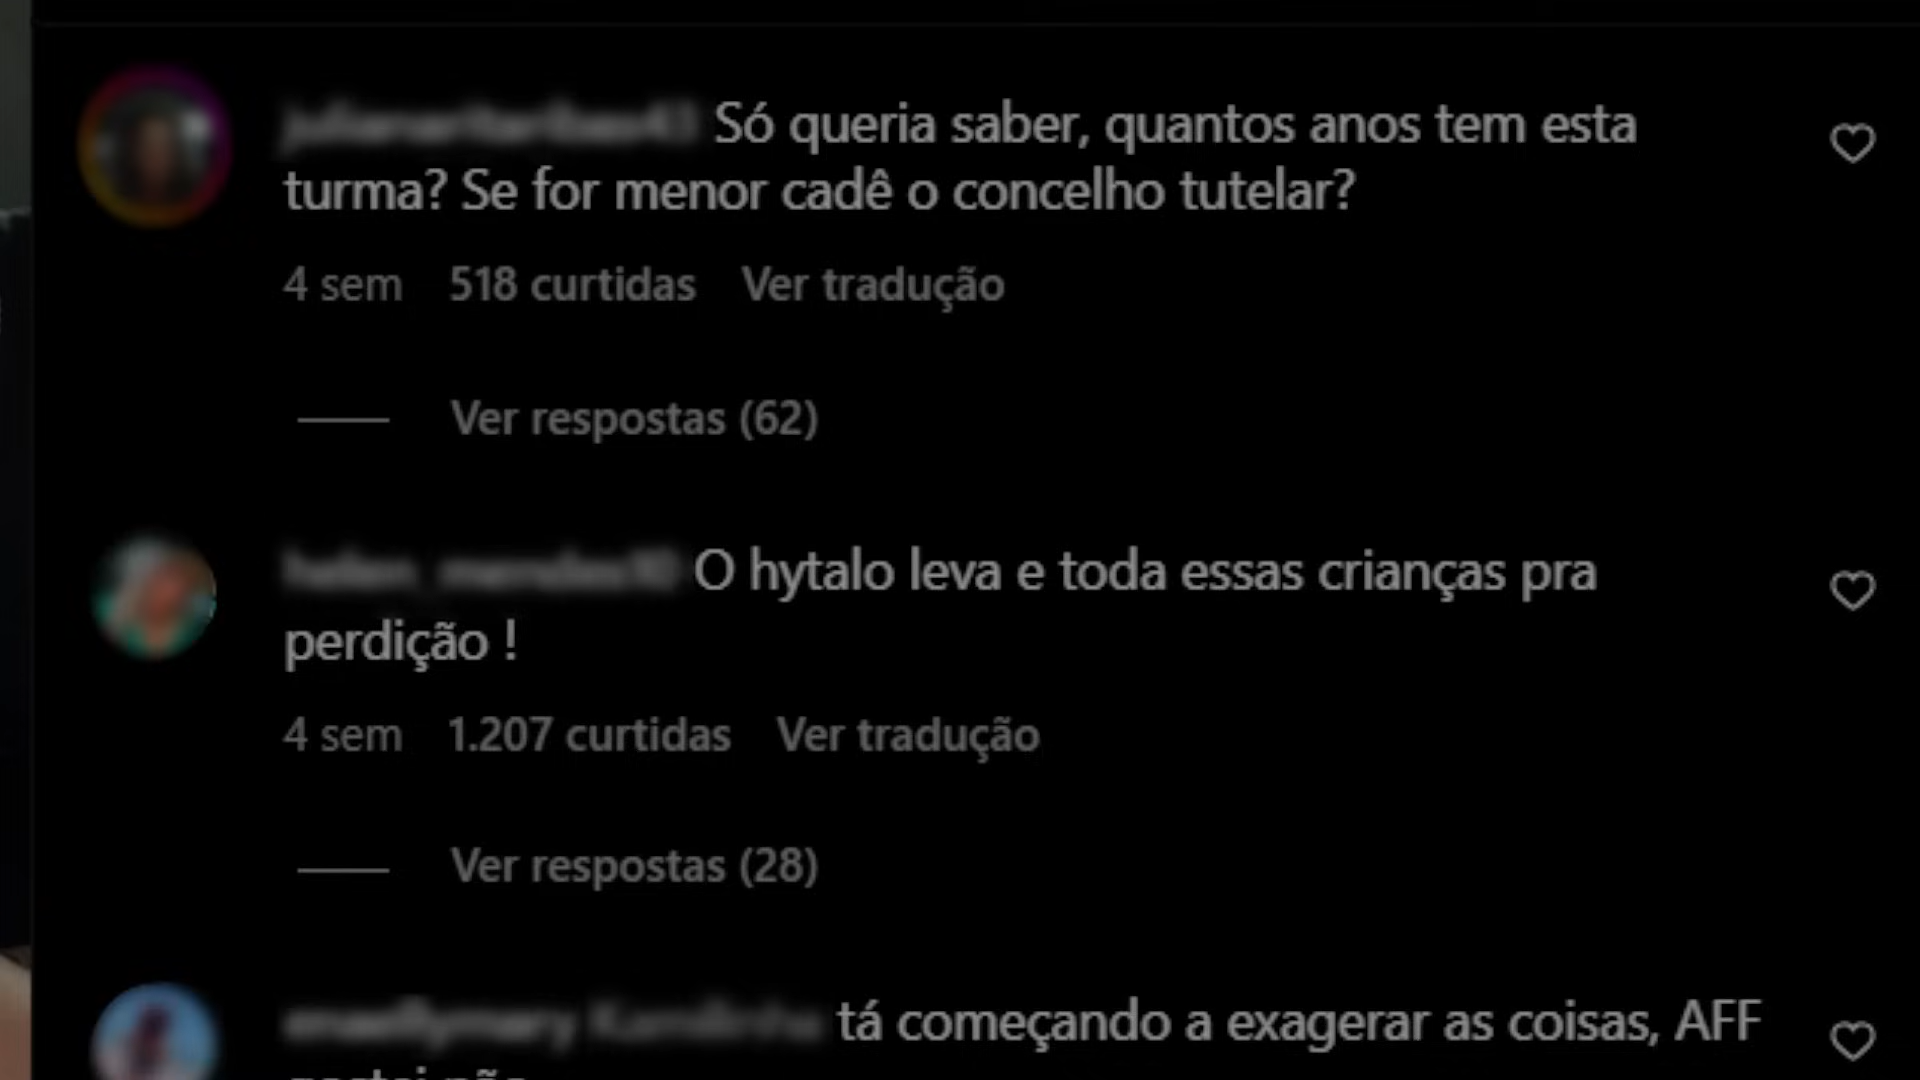 Só queria saber, quantos anos tem esta
turma? Se for menor cadê o concelho tutelar?
4 sem 518 curtidas Ver tradução
Ver respostas (62)
O hytalo leva e toda essas crianças pra
perdição !
4 sem 1.207 curtidas Ver tradução
Ver respostas (28)
tá começando a exagerar as coisas, AFF